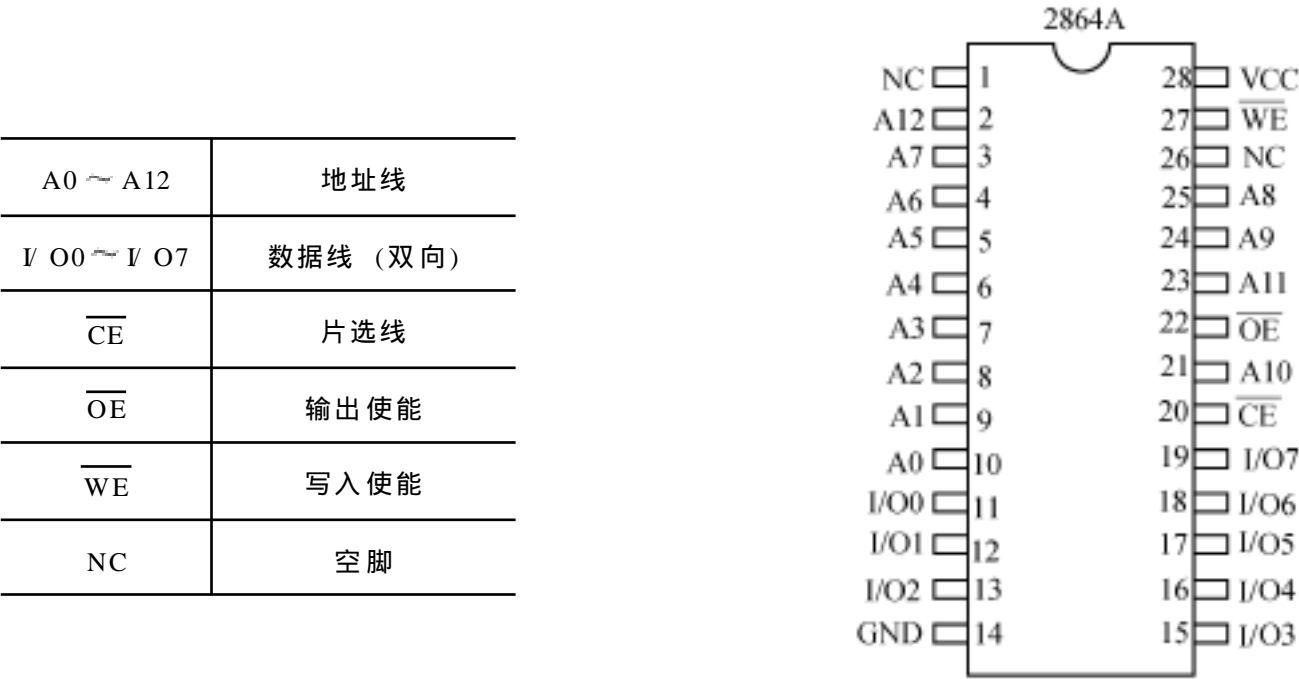 A0 ~ A12 地址线
I/ O0 ~ I/ O7 数据线 (双向)
CE 片选线
OE 输出使能
WE 写入使能
NC 空脚
2864A
NC 1 28 VCC
A12 2 27 WE
A7 3 26 NC
A6 4 25 A8
A5 5 24 A9
A4 6 23 A11
A3 7 22 OE
A2 8 21 A10
A1 9 20 CE
A0 10 19 I/O7
I/O0 11 18 I/O6
I/O1 12 17 I/O5
I/O2 13 16 I/O4
GND 14 15 I/O3